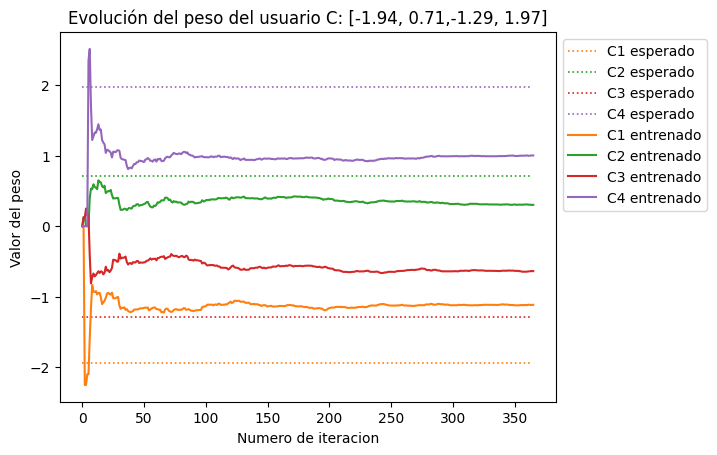 Evolución del peso del usuario C: [-1.94, 0.71,-1.29, 1.97]
C1 esperado
C2 esperado
C3 esperado
C4 esperado
C1 entrenado
C2 entrenado
C3 entrenado
C4 entrenado
Valor del peso
2
1
0
−1
−2
0 50 100 150 200 250 300 350
Numero de iteracion